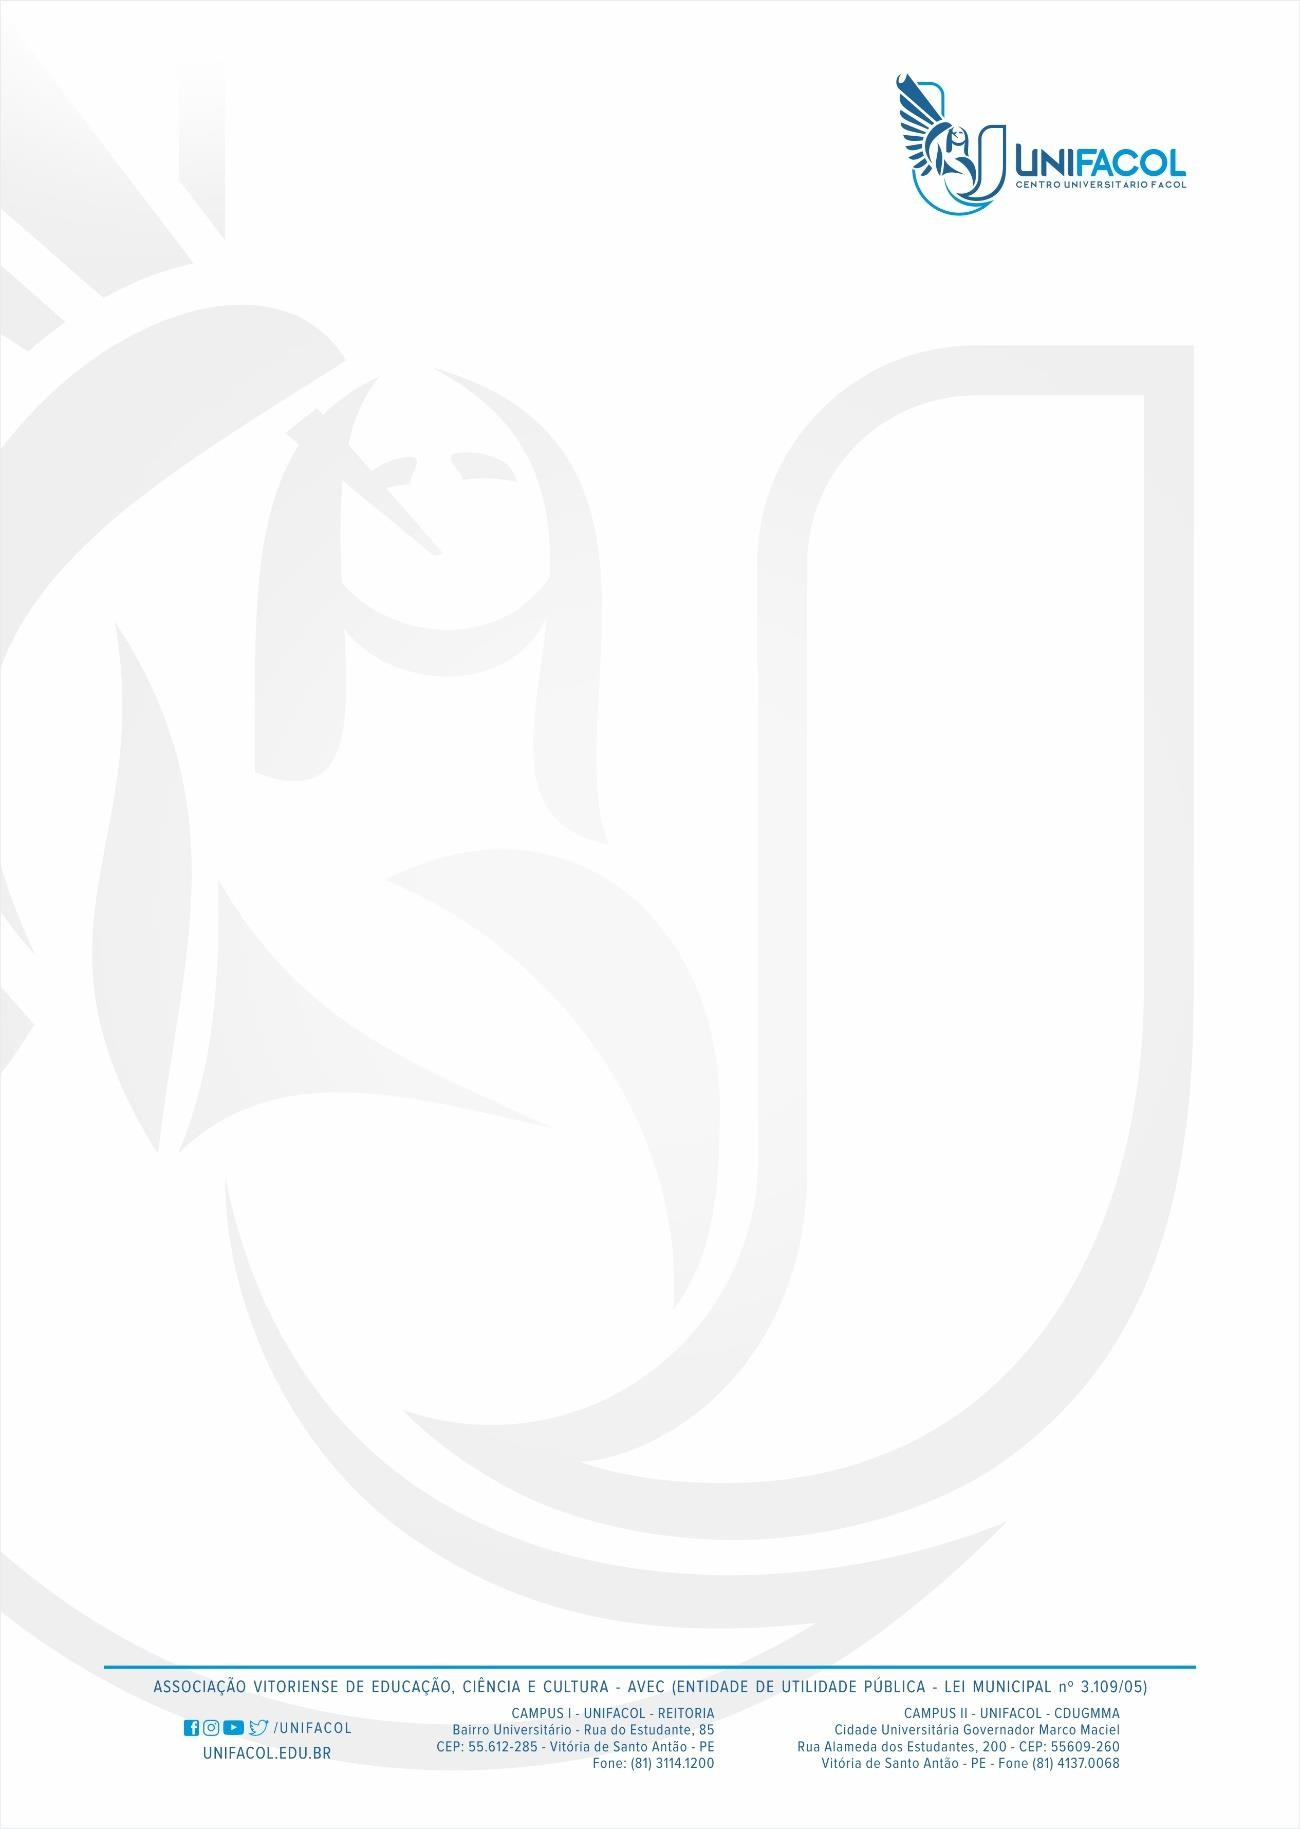 UNIFACOL
CENTRO UNIVERSITÁRIO FACOL
ASSOCIAÇÃO VITORIENSE DE EDUCAÇÃO, CIÊNCIA E CULTURA - AVEC (ENTIDADE DE UTILIDADE PÚBLICA - LEI MUNICIPAL nº 3.109/05)
/UNIFACOL
UNIFACOL.EDU.BR
CAMPUS I - UNIFACOL - REITORIA
Bairro Universitário - Rua do Estudante, 85
CEP: 55.612-285 - Vitória de Santo Antão - PE
Fone: (81) 3114.1200
CAMPUS II - UNIFACOL - CDUGMMA
Cidade Universitária Governador Marco Maciel
Rua Alameda dos Estudantes, 200 - CEP: 55609-260
Vitória de Santo Antão - PE - Fone (81) 4137.0068